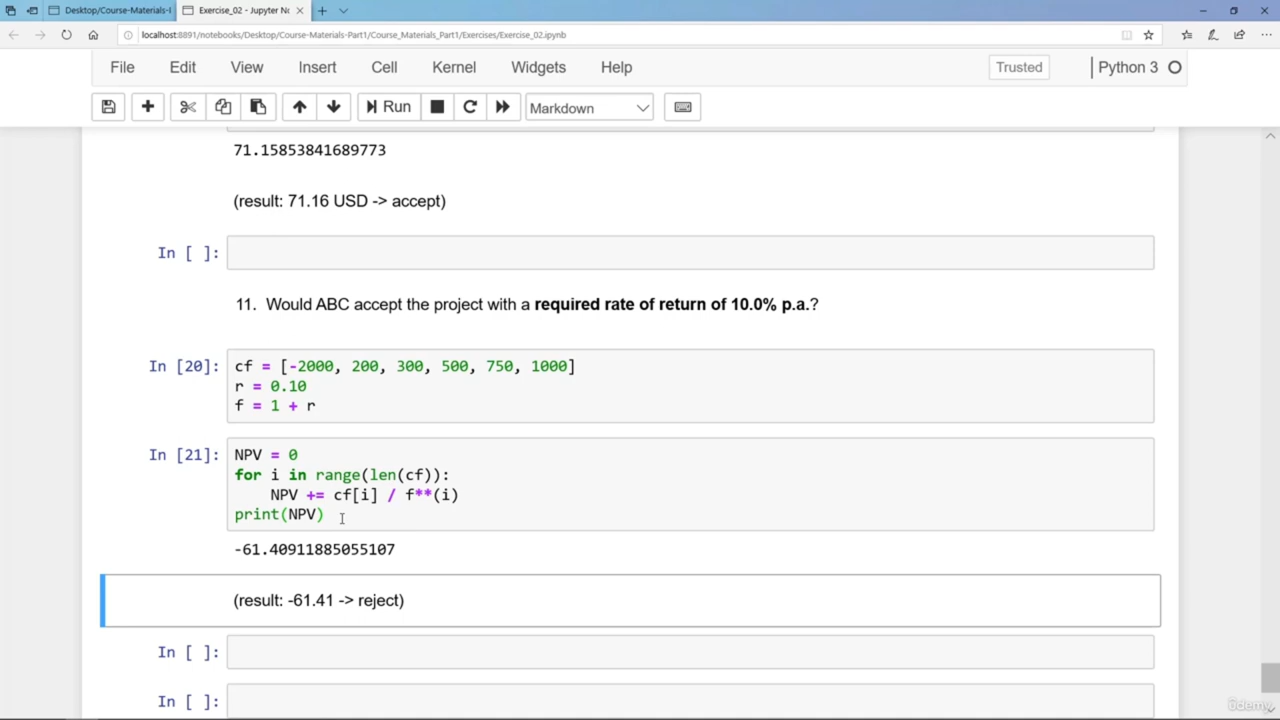 Desktop/Course-Materials-
Exercise_02 - Jupyter No
localhost:8891/notebooks/Desktop/Course-Materials-Part1/Course_Materials_Part1/Exercises/Exercise_02.ipynb
File Edit View Insert Cell Kernel Widgets Help
Trusted
Python 3
Run
Markdown
71.15853841689773
(result: 71.16 USD -> accept)
In [ ]:
11. Would ABC accept the project with a required rate of return of 10.0% p.a.?
In [20]: cf = [-2000, 200, 300, 500, 750, 1000]
r = 0.10
f = 1 + r
In [21]: NPV = 0
for i in range(len(cf)):
    NPV += cf[i] / f**(i)
print(NPV)
-61.40911885055107
(result: -61.41 -> reject)
In [ ]:
In [ ]:
ûdemy